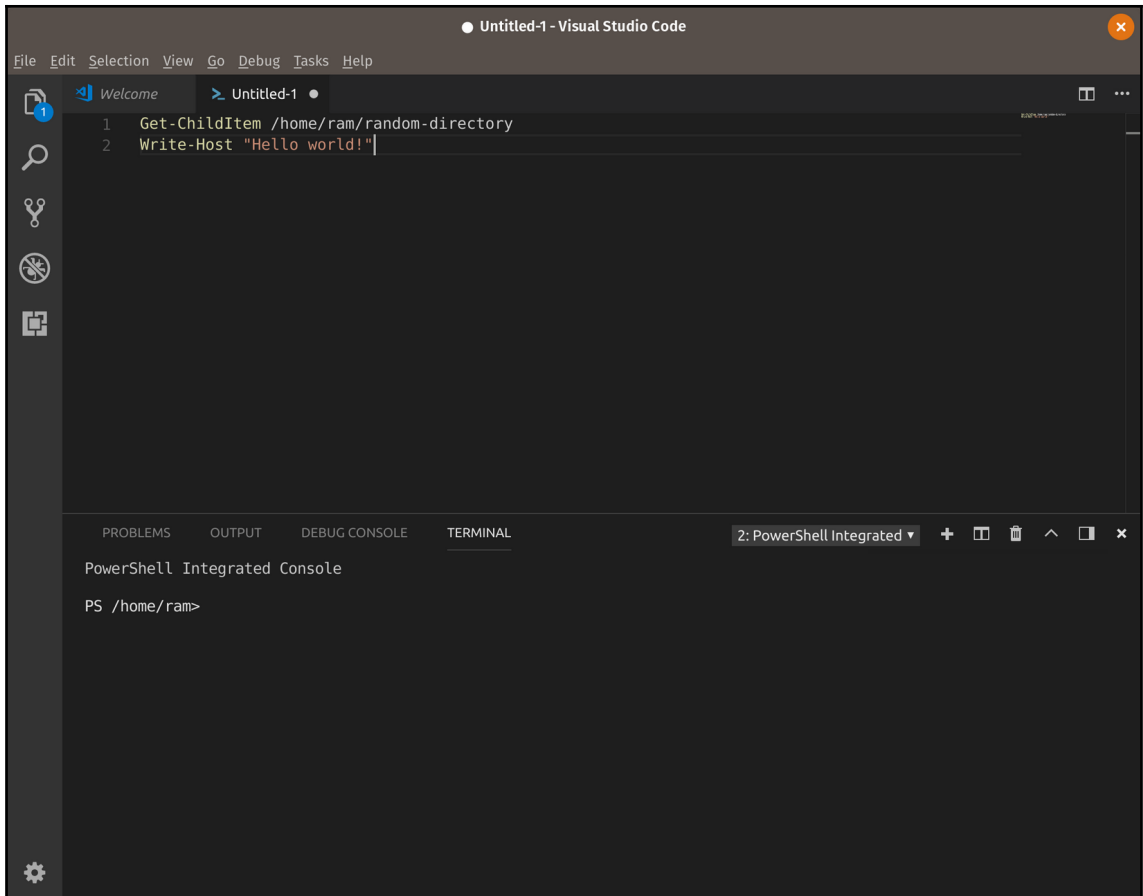 ● Untitled-1 - Visual Studio Code
File Edit Selection View Go Debug Tasks Help
Welcome Untitled-1 ●
1 Get-ChildItem /home/ram/random-directory
2 Write-Host "Hello world!"
1
PROBLEMS OUTPUT DEBUG CONSOLE TERMINAL 2: PowerShell Integrated
PowerShell Integrated Console
PS /home/ram>